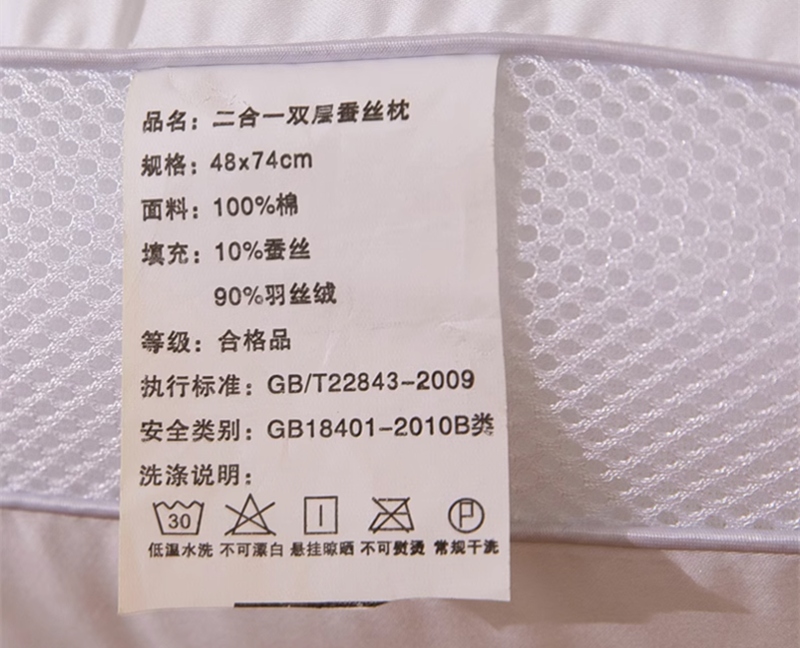 品名：二合一双层蚕丝枕
规格：48x74cm
面料：100%棉
填充：10%蚕丝
90%羽丝绒
等级：合格品
执行标准：GB/T22843-2009
安全类别：GB18401-2010B类
洗涤说明：
30
P
低温水洗 不可漂白 悬挂晾晒 不可熨烫 常规干洗